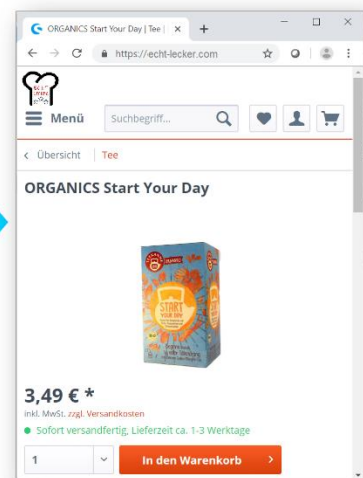 ORGANICS Start Your Day | Tee |
https://echt-lecker.com
Menü
Suchbegriff...
Übersicht
Tee
ORGANICS Start Your Day
START
YOUR DAY
3,49 € *
inkl. MwSt. zzgl. Versandkosten
Sofort versandfertig, Lieferzeit ca. 1-3 Werktage
1
In den Warenkorb